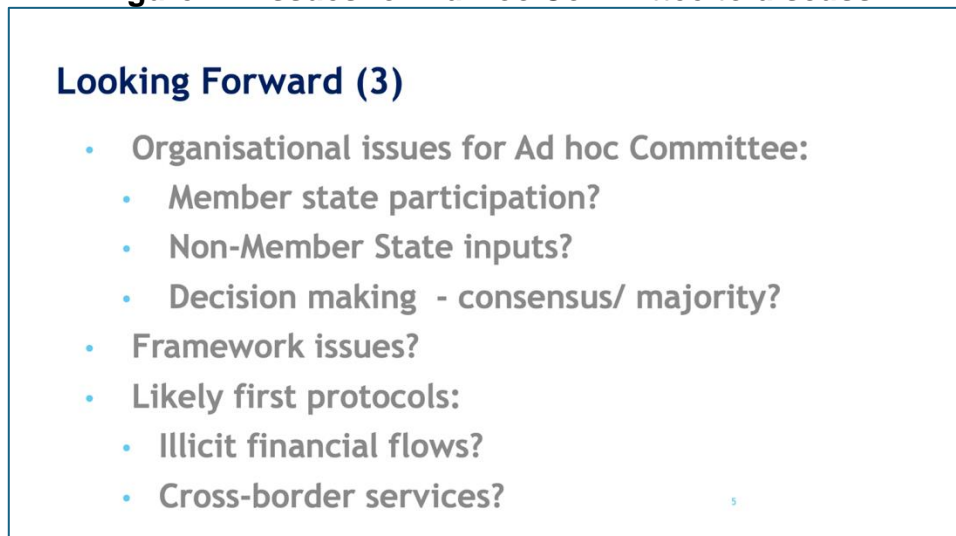 Looking Forward (3)
• Organisational issues for Ad hoc Committee:
• Member state participation?
• Non-Member State inputs?
• Decision making - consensus/ majority?
• Framework issues?
• Likely first protocols:
• Illicit financial flows?
• Cross-border services?
5